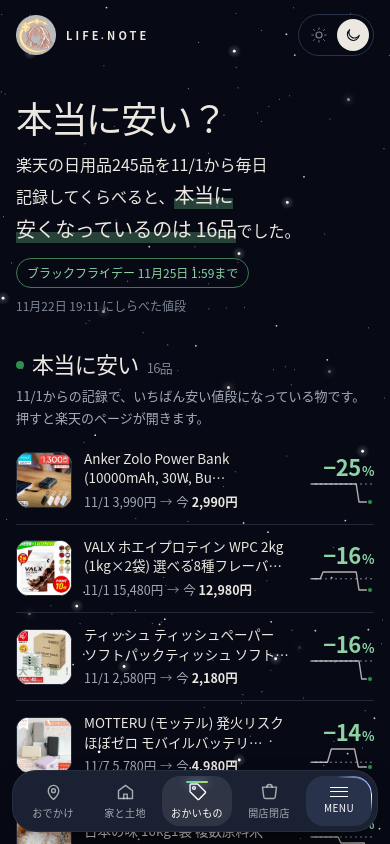 LIFE.NOTE
本当に安い？
楽天の日用品245品を11/1から毎日
記録してくらべると、本当に
安くなっているのは 16品でした。
ブラックフライデー 11月25日 1:59まで
11月22日 19:11 にしらべた値段
本当に安い 16品
11/1からの記録で、いちばん安い値段になっている物です。
押すと楽天のページが開きます。
Anker Zolo Power Bank
(10000mAh, 30W, Bu…
11/1 3,990円 → 今 2,990円
−25%
VALX ホエイプロテイン WPC 2kg
(1kg×2袋) 選べる8種フレーバ…
11/1 15,480円 → 今 12,980円
−16%
ティッシュ ティッシュペーパー
ソフトパックティッシュ ソフト…
11/1 2,580円 → 今 2,180円
−16%
MOTTERU (モッテル) 発火リスク
ほぼゼロ モバイルバッテリ…
11/1 5,780円 → 今 4,980円
−14%
おでかけ
家と土地
おかいもの
開店閉店
MENU